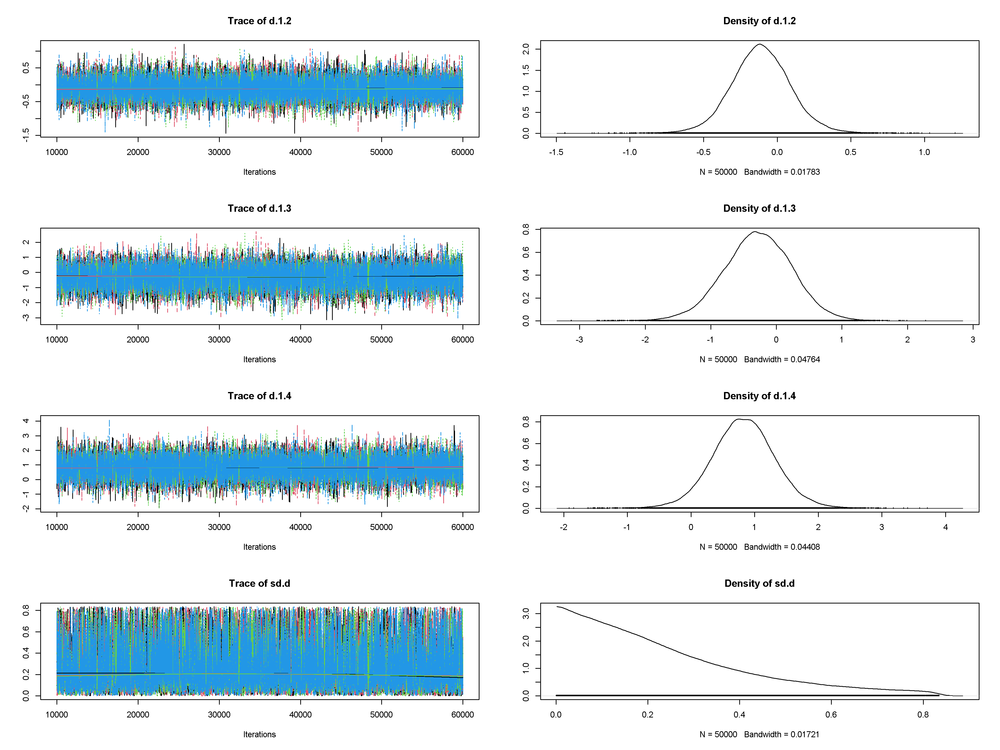 Trace of d.1.2
0.5
-0.5
-1.5
10000 20000 30000 40000 50000 60000
Iterations
Density of d.1.2
2.0
1.5
1.0
0.5
0.0
-1.5 -1.0 -0.5 0.0 0.5 1.0
N = 50000 Bandwidth = 0.01783
Trace of d.1.3
2
1
0
-1
-2
-3
10000 20000 30000 40000 50000 60000
Iterations
Density of d.1.3
0.8
0.6
0.4
0.2
0.0
-3 -2 -1 0 1 2 3
N = 50000 Bandwidth = 0.04764
Trace of d.1.4
4
3
2
1
0
-1
-2
10000 20000 30000 40000 50000 60000
Iterations
Density of d.1.4
0.8
0.6
0.4
0.2
0.0
-2 -1 0 1 2 3 4
N = 50000 Bandwidth = 0.04408
Trace of sd.d
0.8
0.6
0.4
0.2
0.0
10000 20000 30000 40000 50000 60000
Iterations
Density of sd.d
3.0
2.0
1.0
0.0
0.0 0.2 0.4 0.6 0.8
N = 50000 Bandwidth = 0.01721